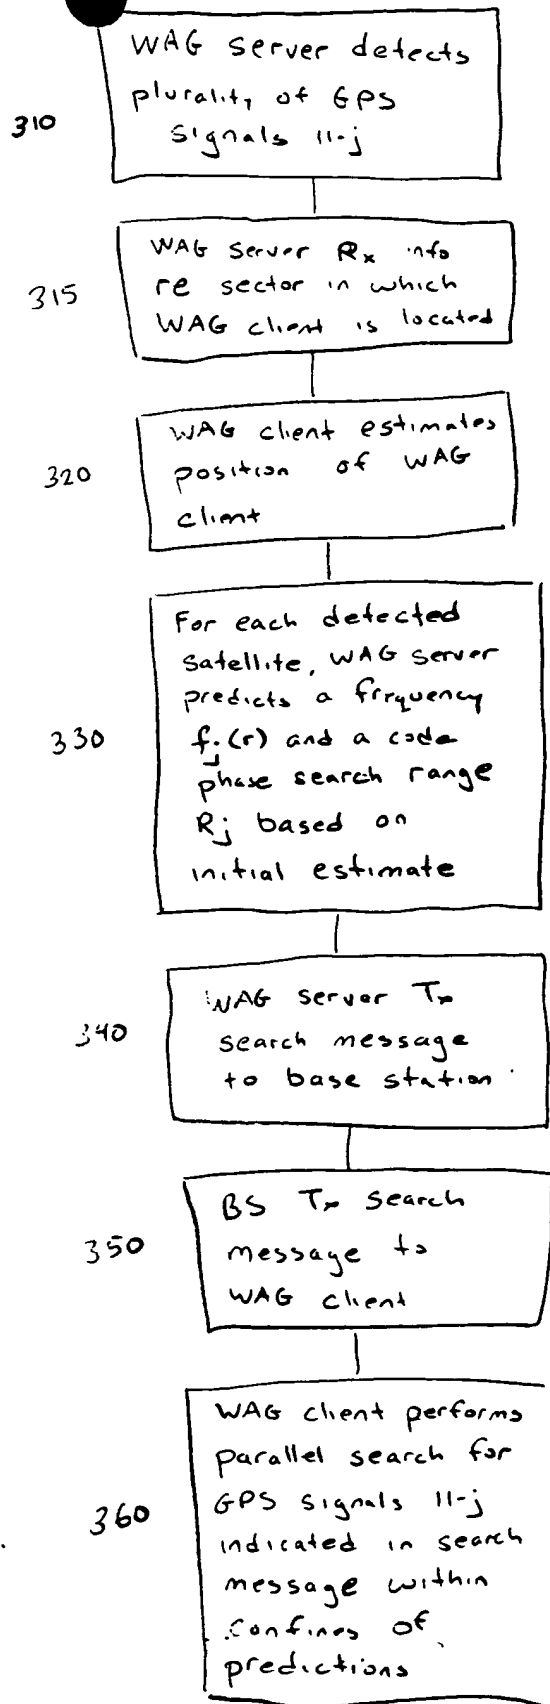 WAG server detects
plurality of GPS
310
signals 11-j
WAG server Rx info
315
re sector in which
WAG client is located
WAG client estimates
320
position of WAG
client
For each detected
satellite, WAG server
predicts a frequency
330
fj(r) and a code
phase search range
Rj based on
initial estimate
WAG server Tx
340
search message
to base station
BS Tx search
350
message to
WAG client
WAG client performs
parallel search for
360
GPS signals 11-j
indicated in search
message within
confines of
predictions